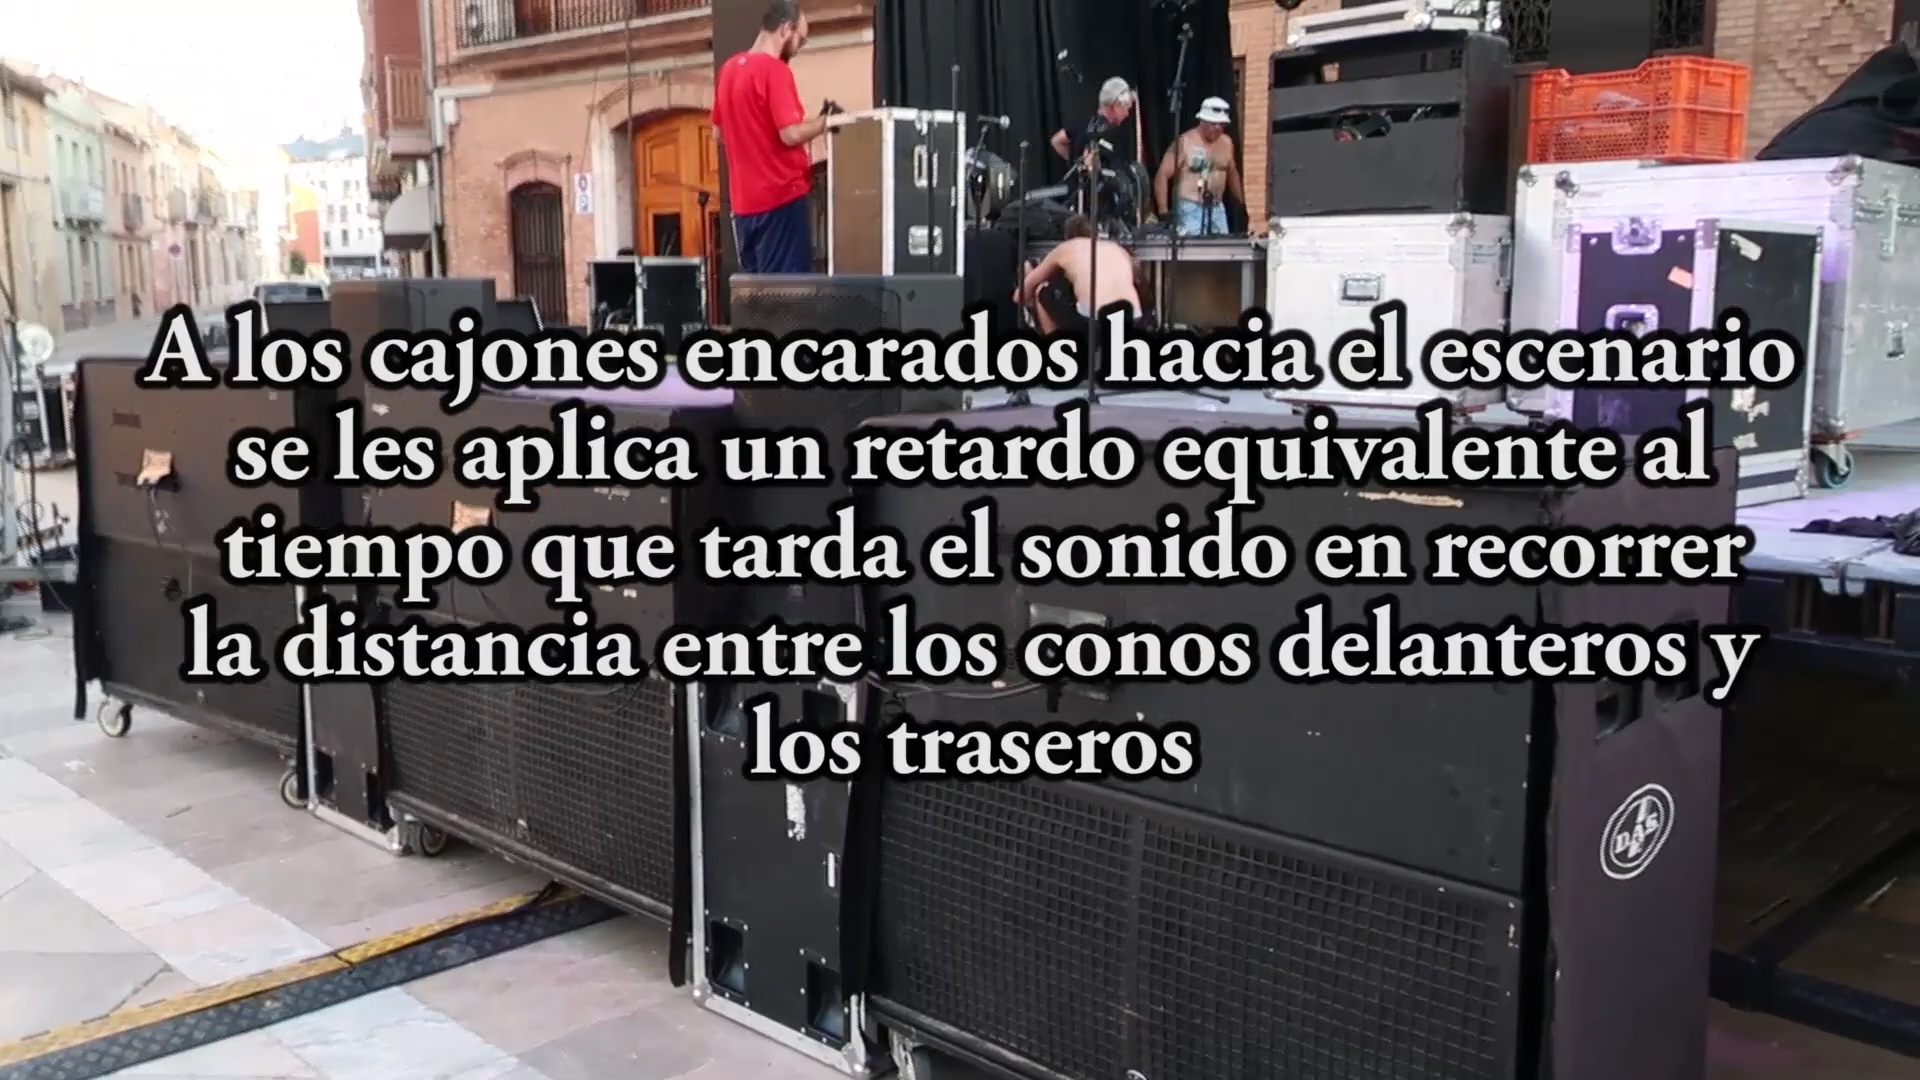 A los cajones encarados hacia el escenario
se les aplica un retardo equivalente al
tiempo que tarda el sonido en recorrer
la distancia entre los conos delanteros y
los traseros
DAS